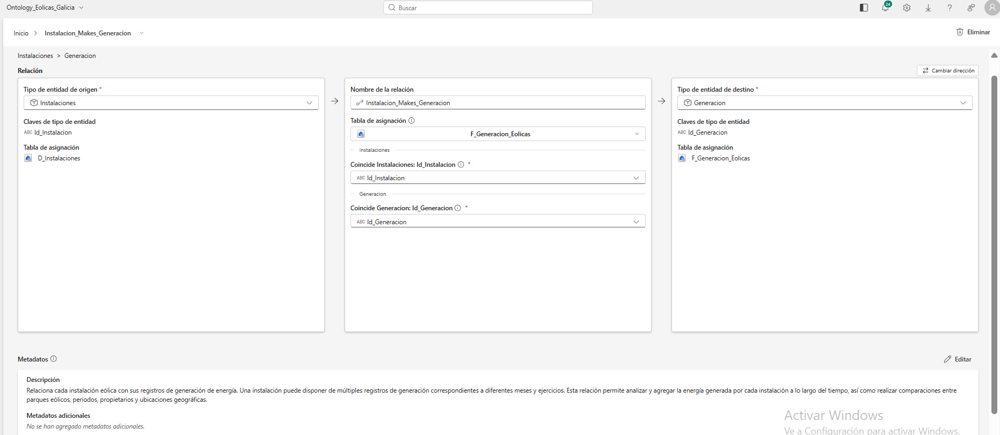 Ontology_Eolicas_Galicia
Buscar
24
Inicio > Instalacion_Makes_Generacion
Eliminar
Instalaciones > Generacion
Relación
Cambiar dirección
Tipo de entidad de origen *
Instalaciones
Claves de tipo de entidad
ABC Id_Instalacion
Tabla de asignación
D_Instalaciones
Nombre de la relación
Instalacion_Makes_Generacion
Tabla de asignación
F_Generacion_Eolicas
Instalaciones
Coincide Instalaciones: Id_Instalacion *
ABC Id_Instalacion
Generacion
Coincide Generacion: Id_Generacion *
ABC Id_Generacion
Tipo de entidad de destino *
Generacion
Claves de tipo de entidad
ABC Id_Generacion
Tabla de asignación
F_Generacion_Eolicas
Metadatos
Editar
Descripción
Relaciona cada instalación eólica con sus registros de generación de energía. Una instalación puede disponer de múltiples registros de generación correspondientes a diferentes meses y ejercicios. Esta relación permite analizar y agregar la energía generada por cada instalación a lo largo del tiempo, así como realizar comparaciones entre
parques eólicos, periodos, propietarios y ubicaciones geográficas.
Metadatos adicionales
No se han agregado metadatos adicionales.
Activar Windows
Ve a Configuración para activar Windows.